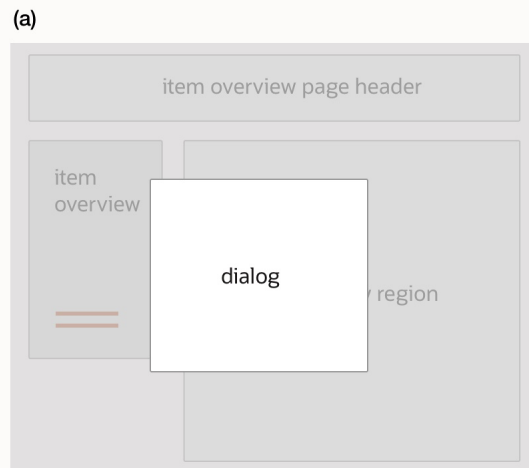 (a)
item overview page header
item
overview
dialog
region